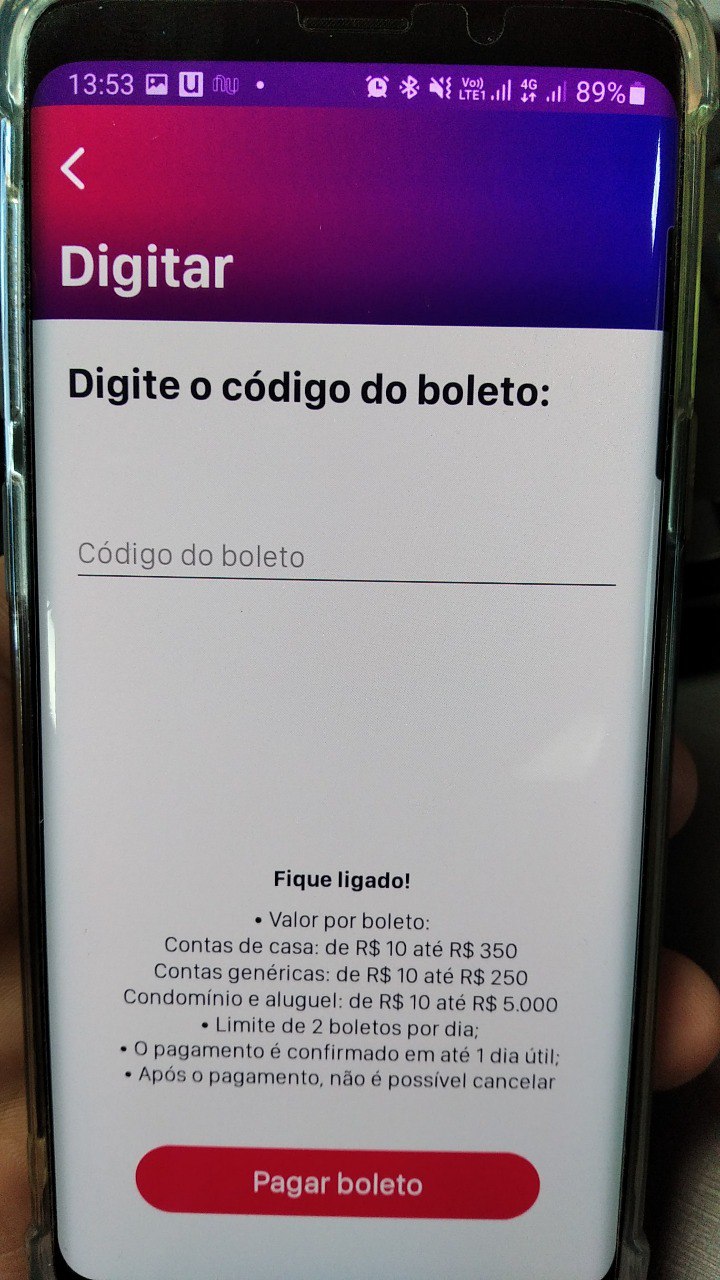 13:53 U nu • Vo)) LTE1 4G 89%
Digitar
Digite o código do boleto:
Código do boleto
Fique ligado!
• Valor por boleto:
Contas de casa: de R$ 10 até R$ 350
Contas genéricas: de R$ 10 até R$ 250
Condomínio e aluguel: de R$ 10 até R$ 5.000
• Limite de 2 boletos por dia;
• O pagamento é confirmado em até 1 dia útil;
• Após o pagamento, não é possível cancelar
Pagar boleto